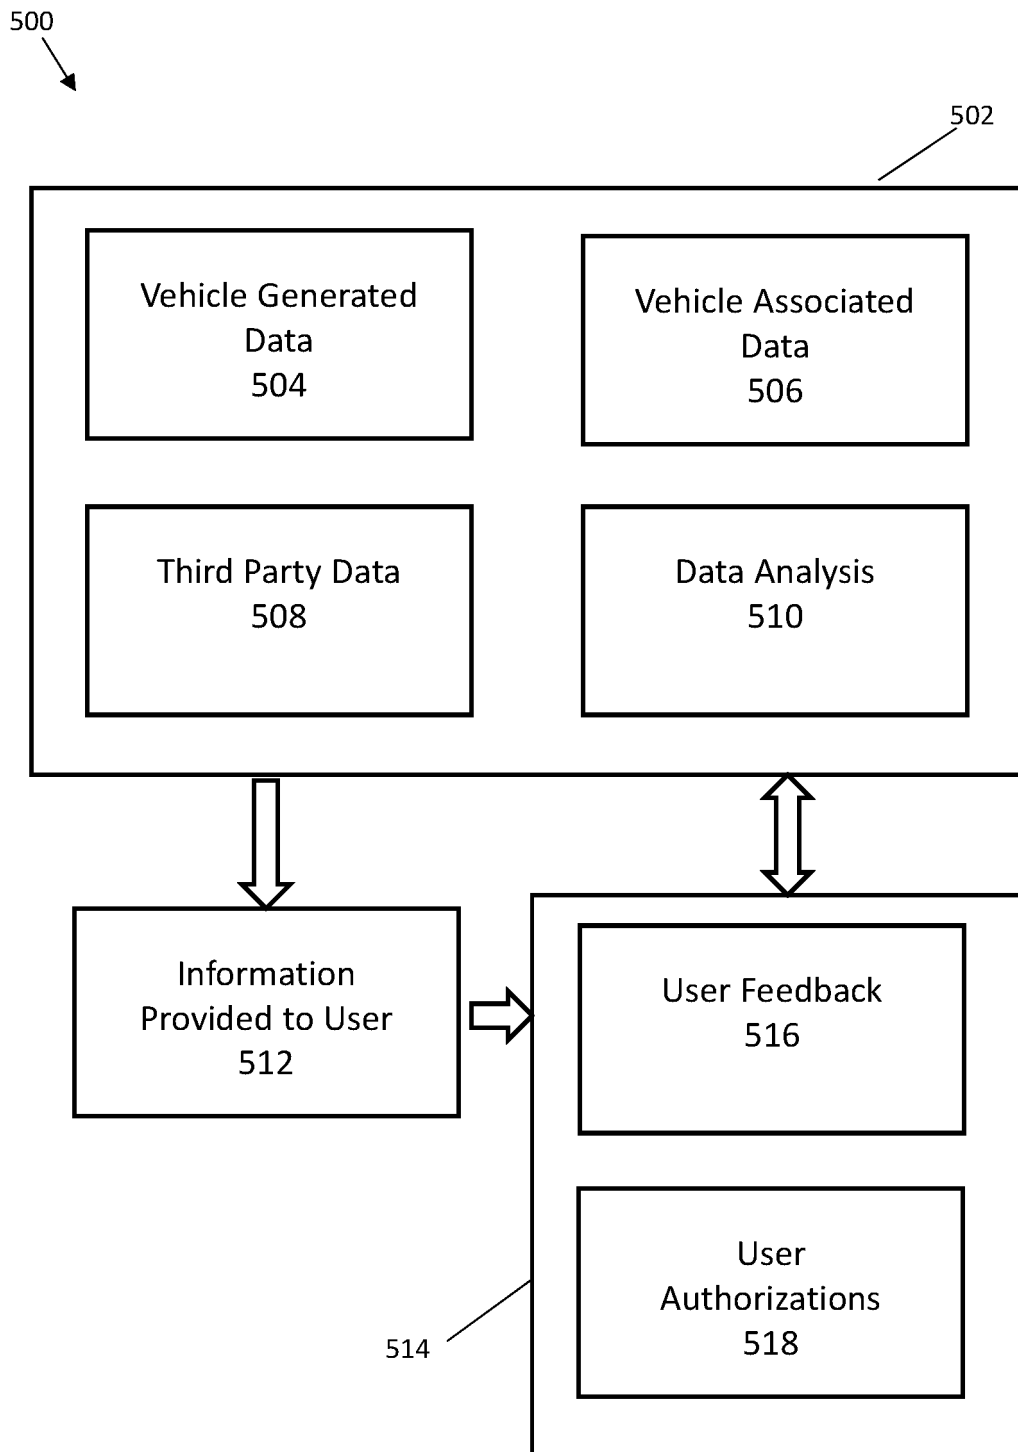 500
502
Vehicle Generated
Data
504
Vehicle Associated
Data
506
Third Party Data
508
Data Analysis
510
Information
Provided to User
512
User Feedback
516
User
Authorizations
518
514